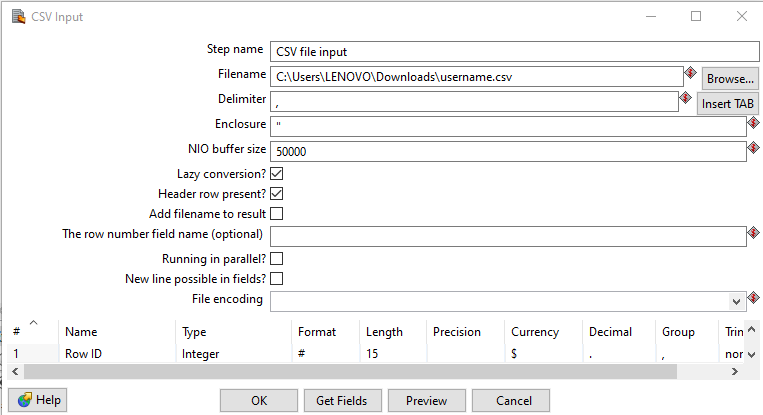 CSV Input
Step name CSV file input
Filename C:\Users\LENOVO\Downloads\username.csv Browse...
Delimiter , Insert TAB
Enclosure "
NIO buffer size 50000
Lazy conversion?
Header row present?
Add filename to result
The row number field name (optional)
Running in parallel?
New line possible in fields?
File encoding
# Name Type Format Length Precision Currency Decimal Group Trin
1 Row ID Integer # 15 $ . , nor
Help OK Get Fields Preview Cancel